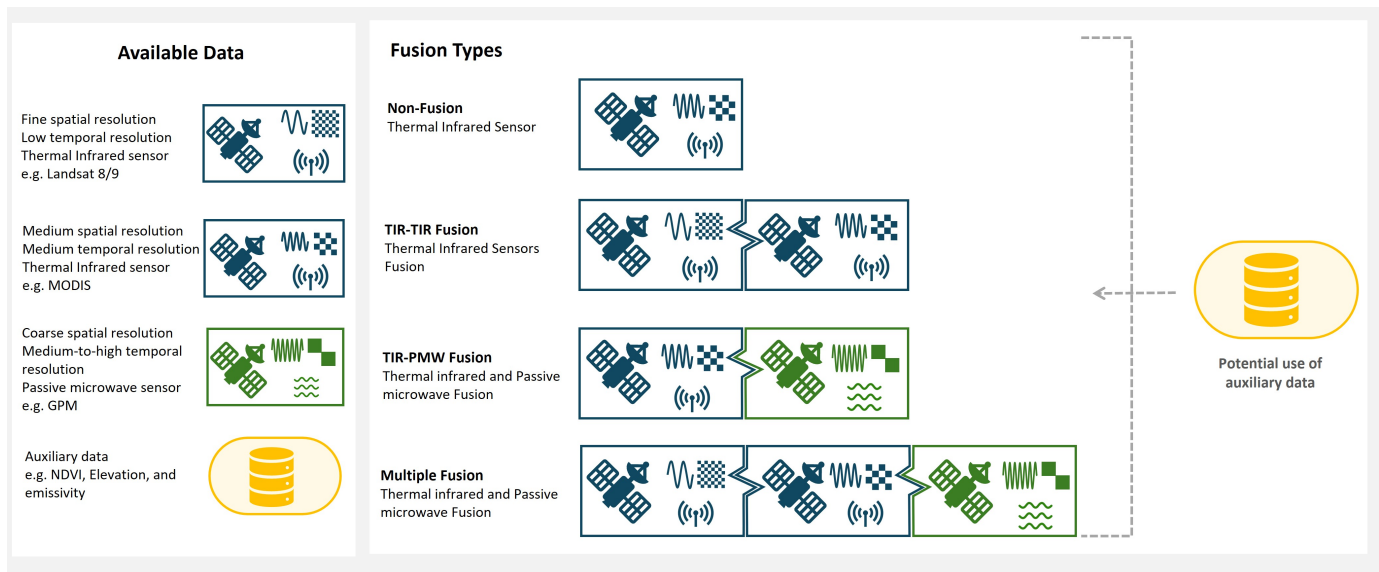 Available Data
Fine spatial resolution
Low temporal resolution
Thermal Infrared sensor
e.g. Landsat 8/9
Medium spatial resolution
Medium temporal resolution
Thermal Infrared sensor
e.g. MODIS
Coarse spatial resolution
Medium-to-high temporal
resolution
Passive microwave sensor
e.g. GPM
Auxiliary data
e.g. NDVI, Elevation, and
emissivity
Fusion Types
Non-Fusion
Thermal Infrared Sensor
TIR-TIR Fusion
Thermal Infrared Sensors
Fusion
TIR-PMW Fusion
Thermal infrared and Passive
microwave Fusion
Multiple Fusion
Thermal infrared and Passive
microwave Fusion
Potential use of
auxiliary data